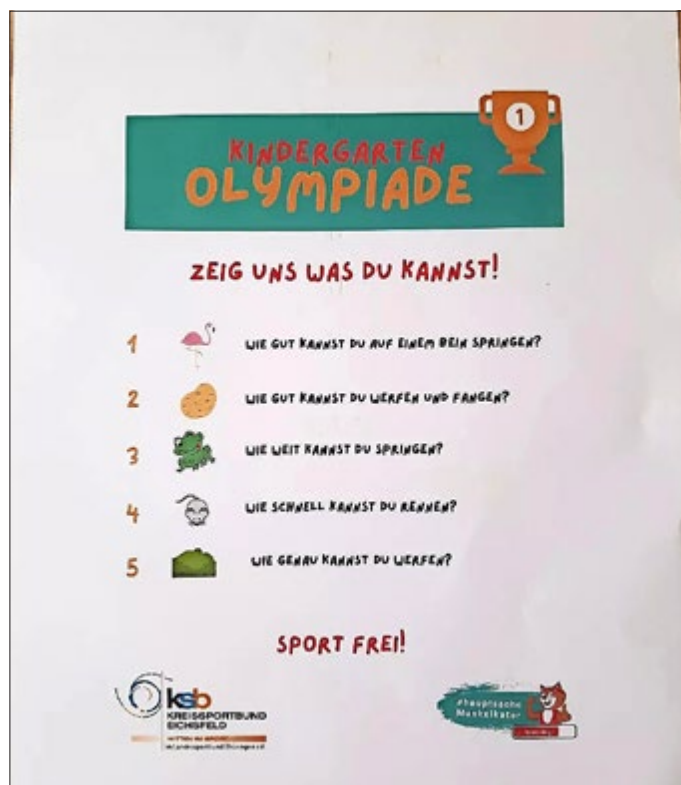 1
KINDERGARTEN
OLYMPIADE
ZEIG UNS WAS DU KANNST!
1 WIE GUT KANNST DU AUF EINEM BEIN SPRINGEN?
2 WIE GUT KANNST DU WERFEN UND FANGEN?
3 WIE WEIT KANNST DU SPRINGEN?
4 WIE SCHNELL KANNST DU RENNEN?
5 WIE GENAU KANNST DU WERFEN?
SPORT FREI!
ksb
KREISSPORTBUND
EICHSFELD
#hauptsache
Muskelkater